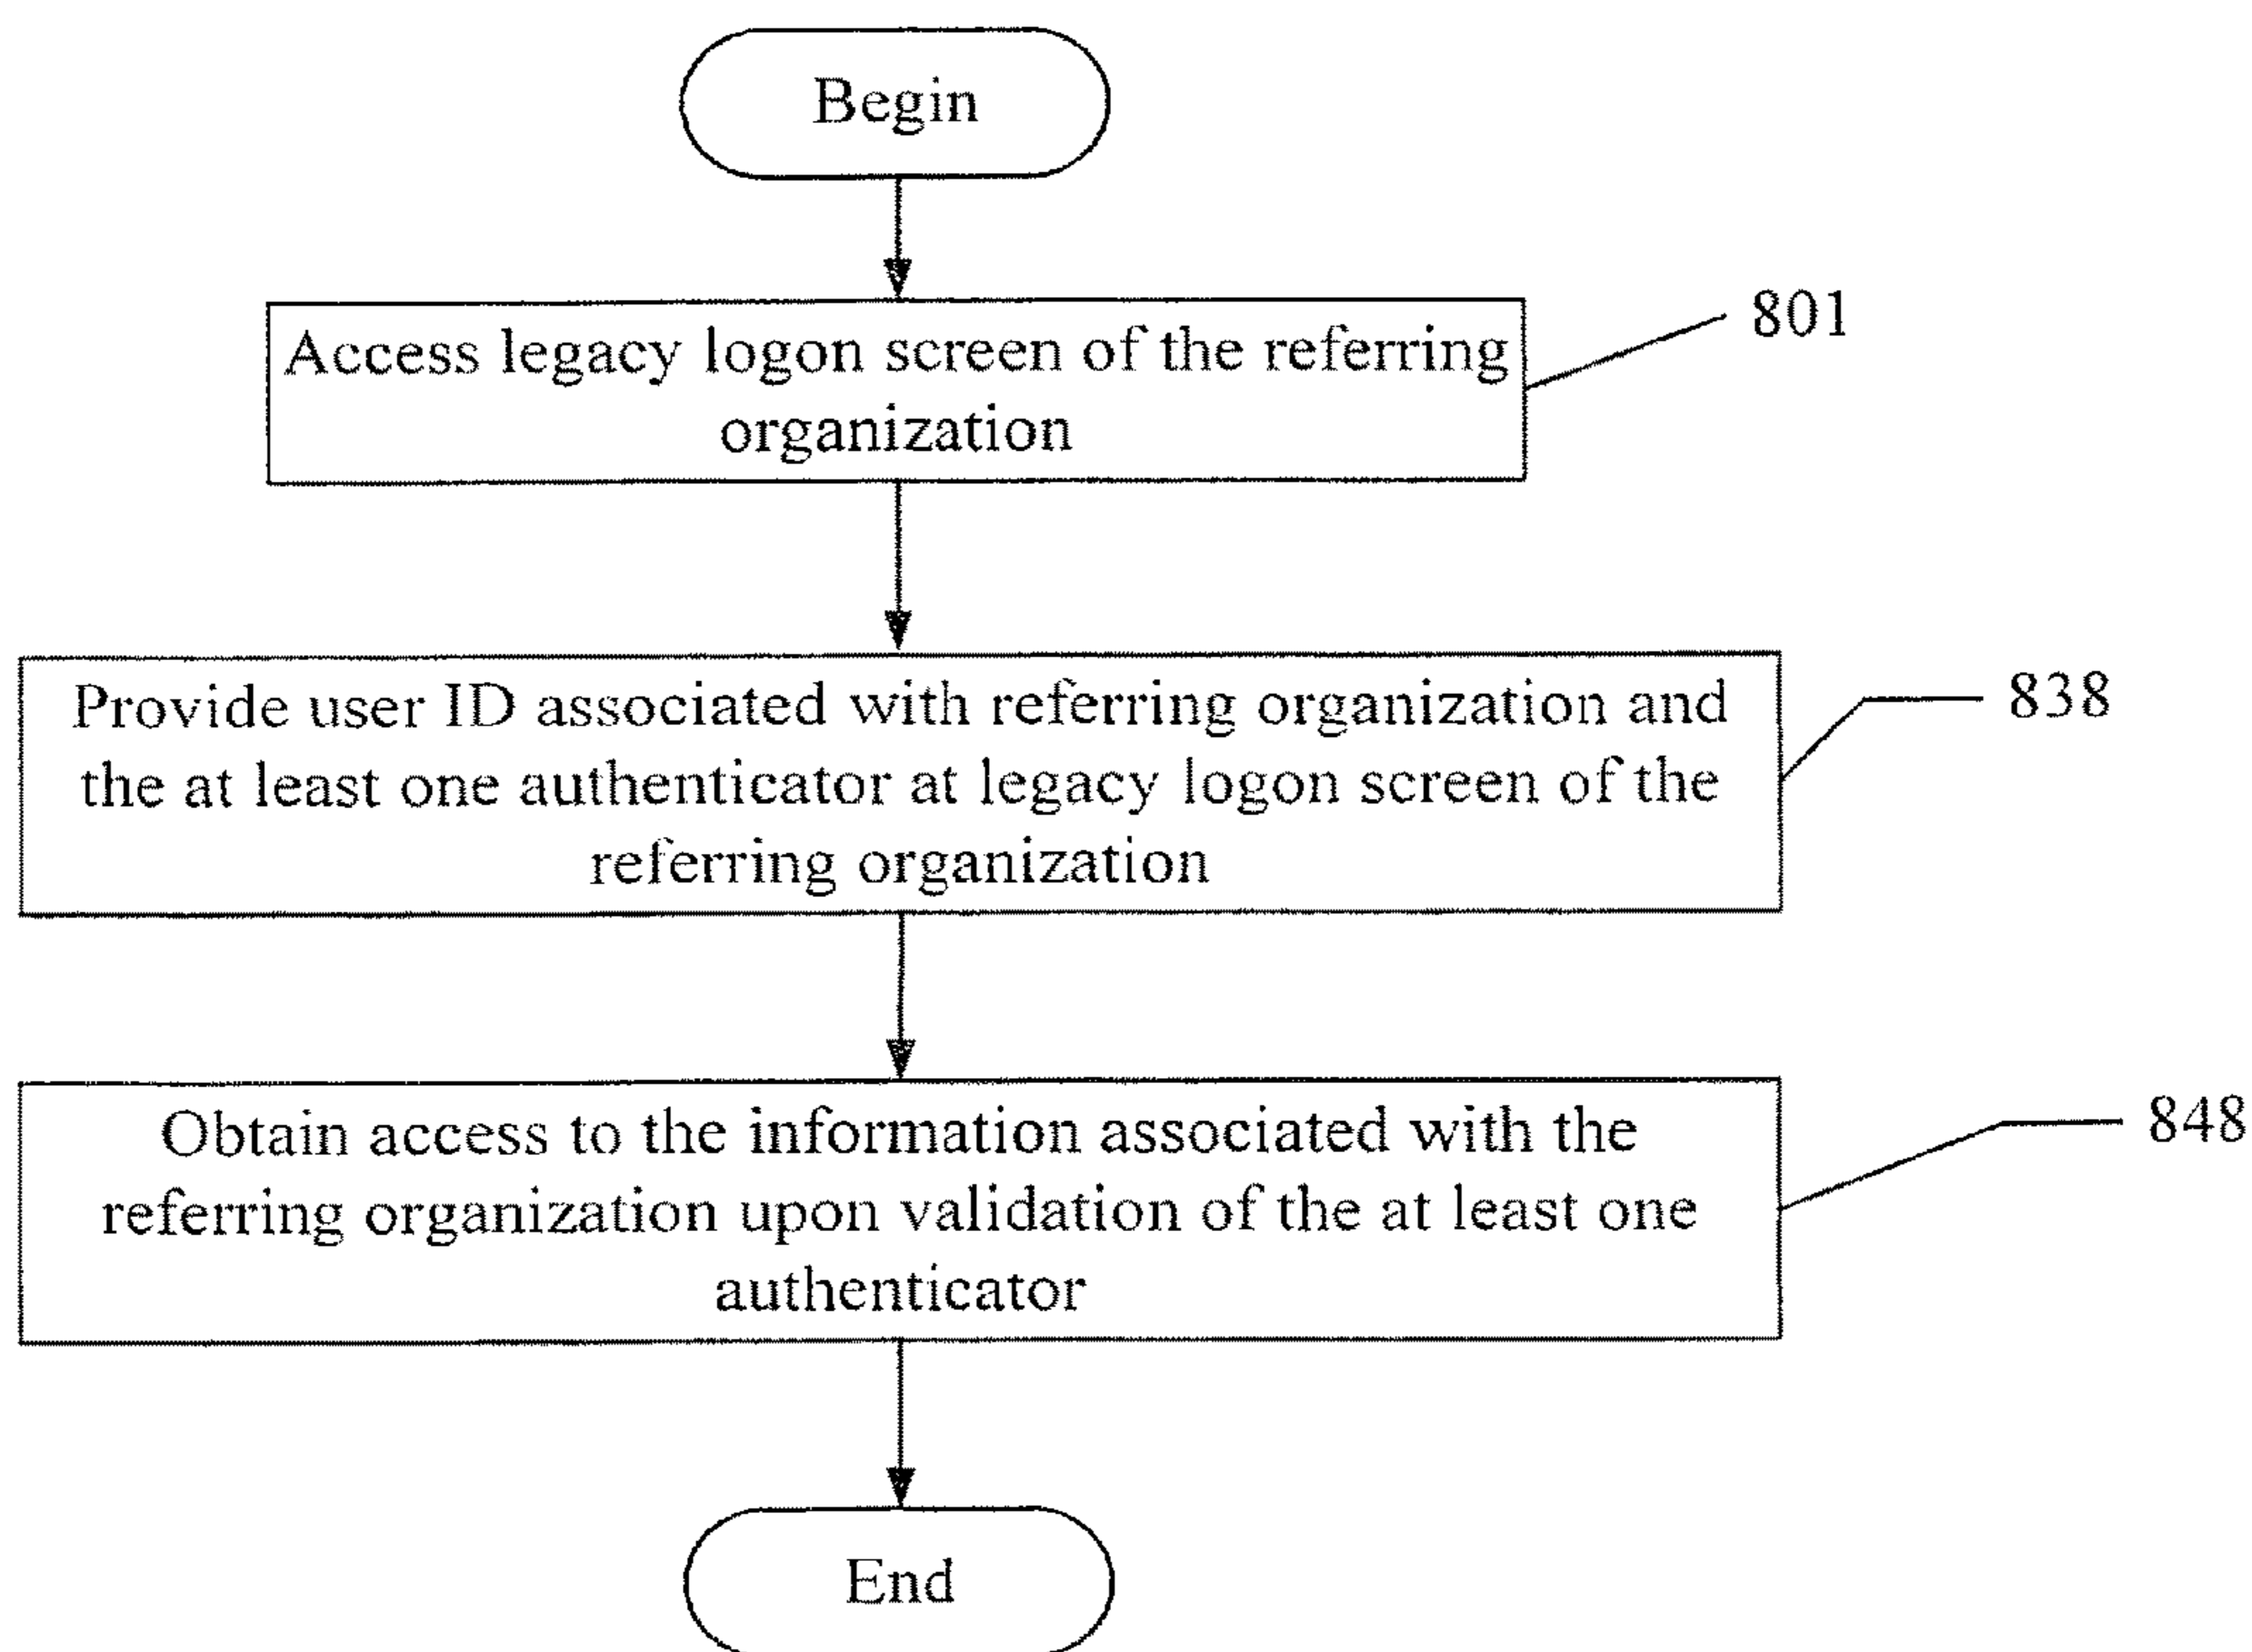 Begin
Access legacy logon screen of the referring
organization
801
Provide user ID associated with referring organization and
the at least one authenticator at legacy logon screen of the
referring organization
838
Obtain access to the information associated with the
referring organization upon validation of the at least one
authenticator
848
End